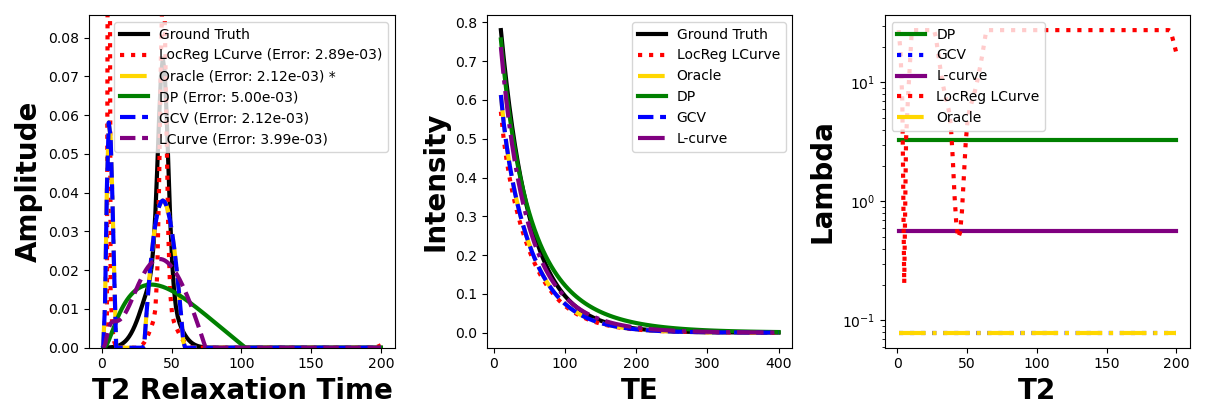 Amplitude
0.08
0.07
0.06
0.05
0.04
0.03
0.02
0.01
0.00
Ground Truth
LocReg LCurve (Error: 2.89e-03)
Oracle (Error: 2.12e-03) *
DP (Error: 5.00e-03)
GCV (Error: 2.12e-03)
LCurve (Error: 3.99e-03)
0 50 100 150 200
T2 Relaxation Time
Intensity
0.8
0.7
0.6
0.5
0.4
0.3
0.2
0.1
0.0
Ground Truth
LocReg LCurve
Oracle
DP
GCV
L-curve
0 100 200 300 400
TE
Lambda
10¹
10⁰
10⁻¹
DP
GCV
L-curve
LocReg LCurve
Oracle
0 50 100 150 200
T2